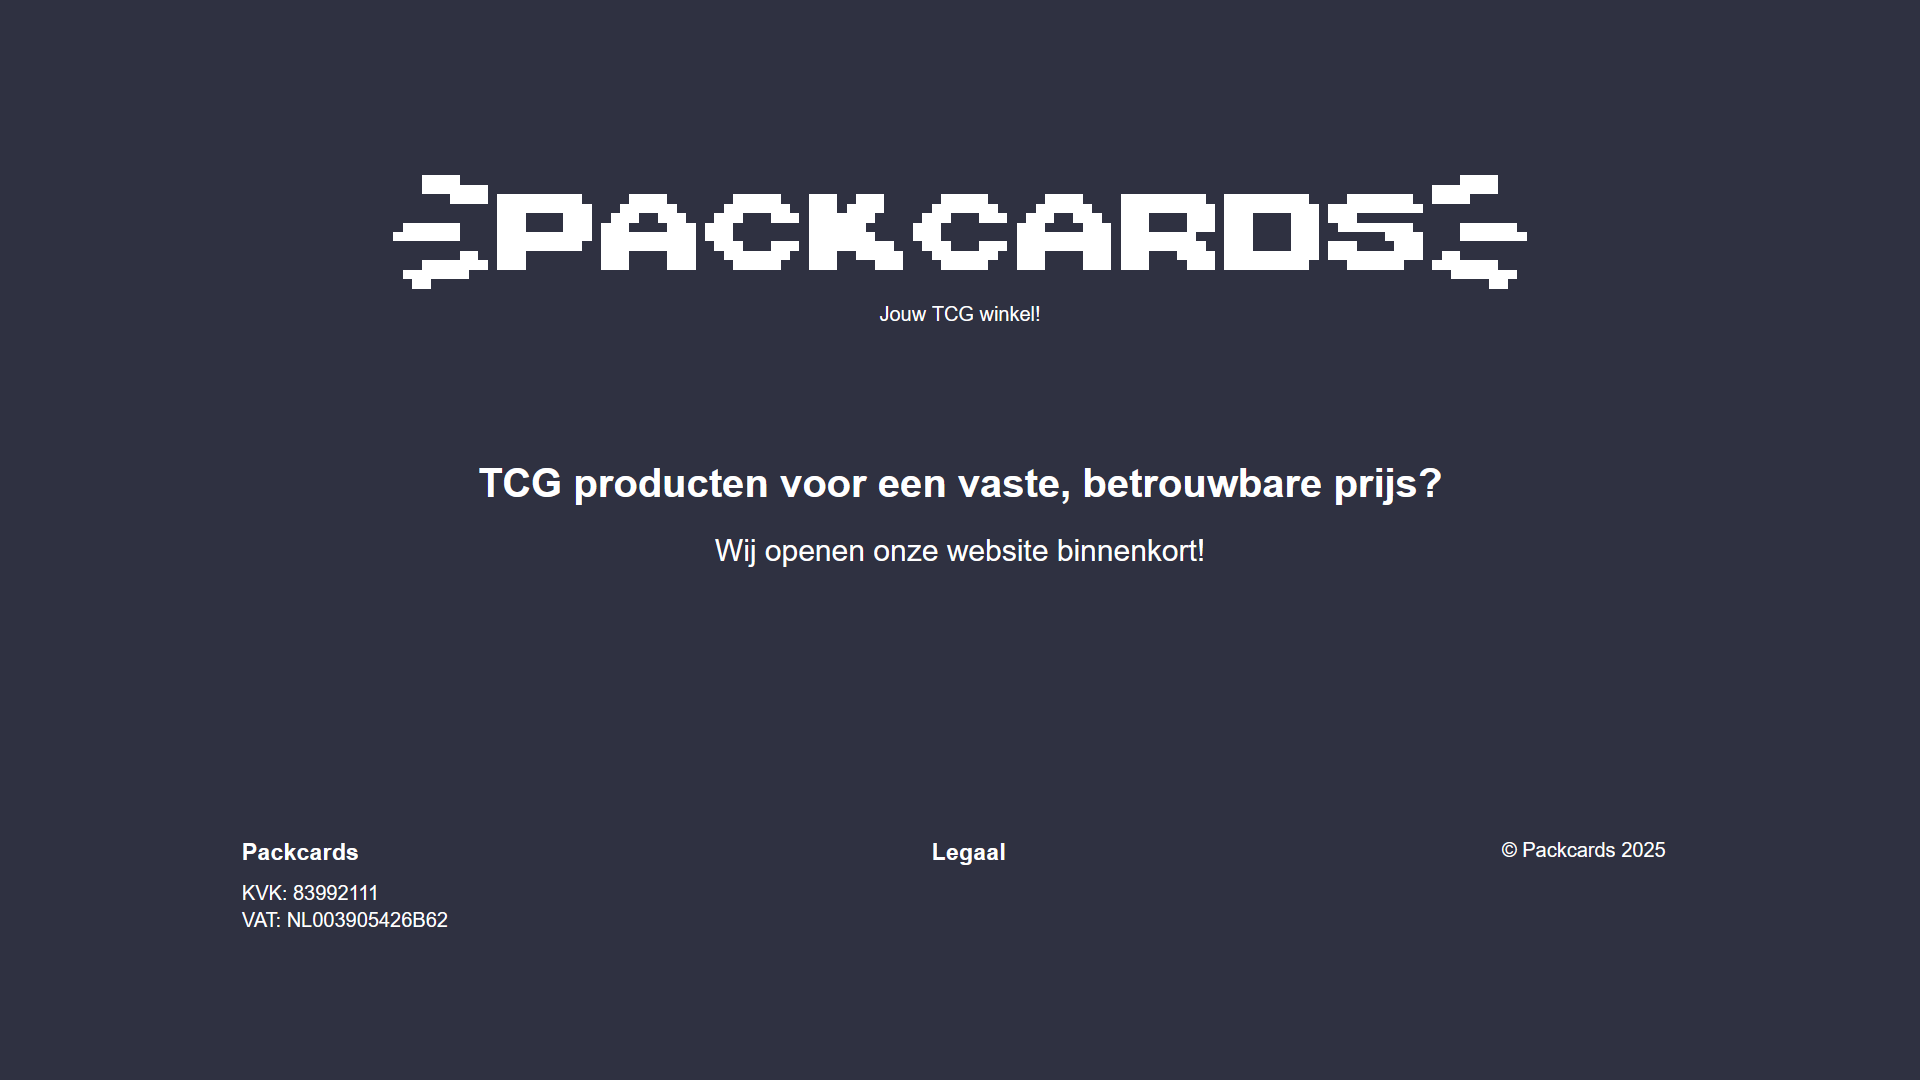 PACKCARDS
Jouw TCG winkel!
TCG producten voor een vaste, betrouwbare prijs?
Wij openen onze website binnenkort!
Packcards
KVK: 83992111
VAT: NL003905426B62
Legaal
© Packcards 2025